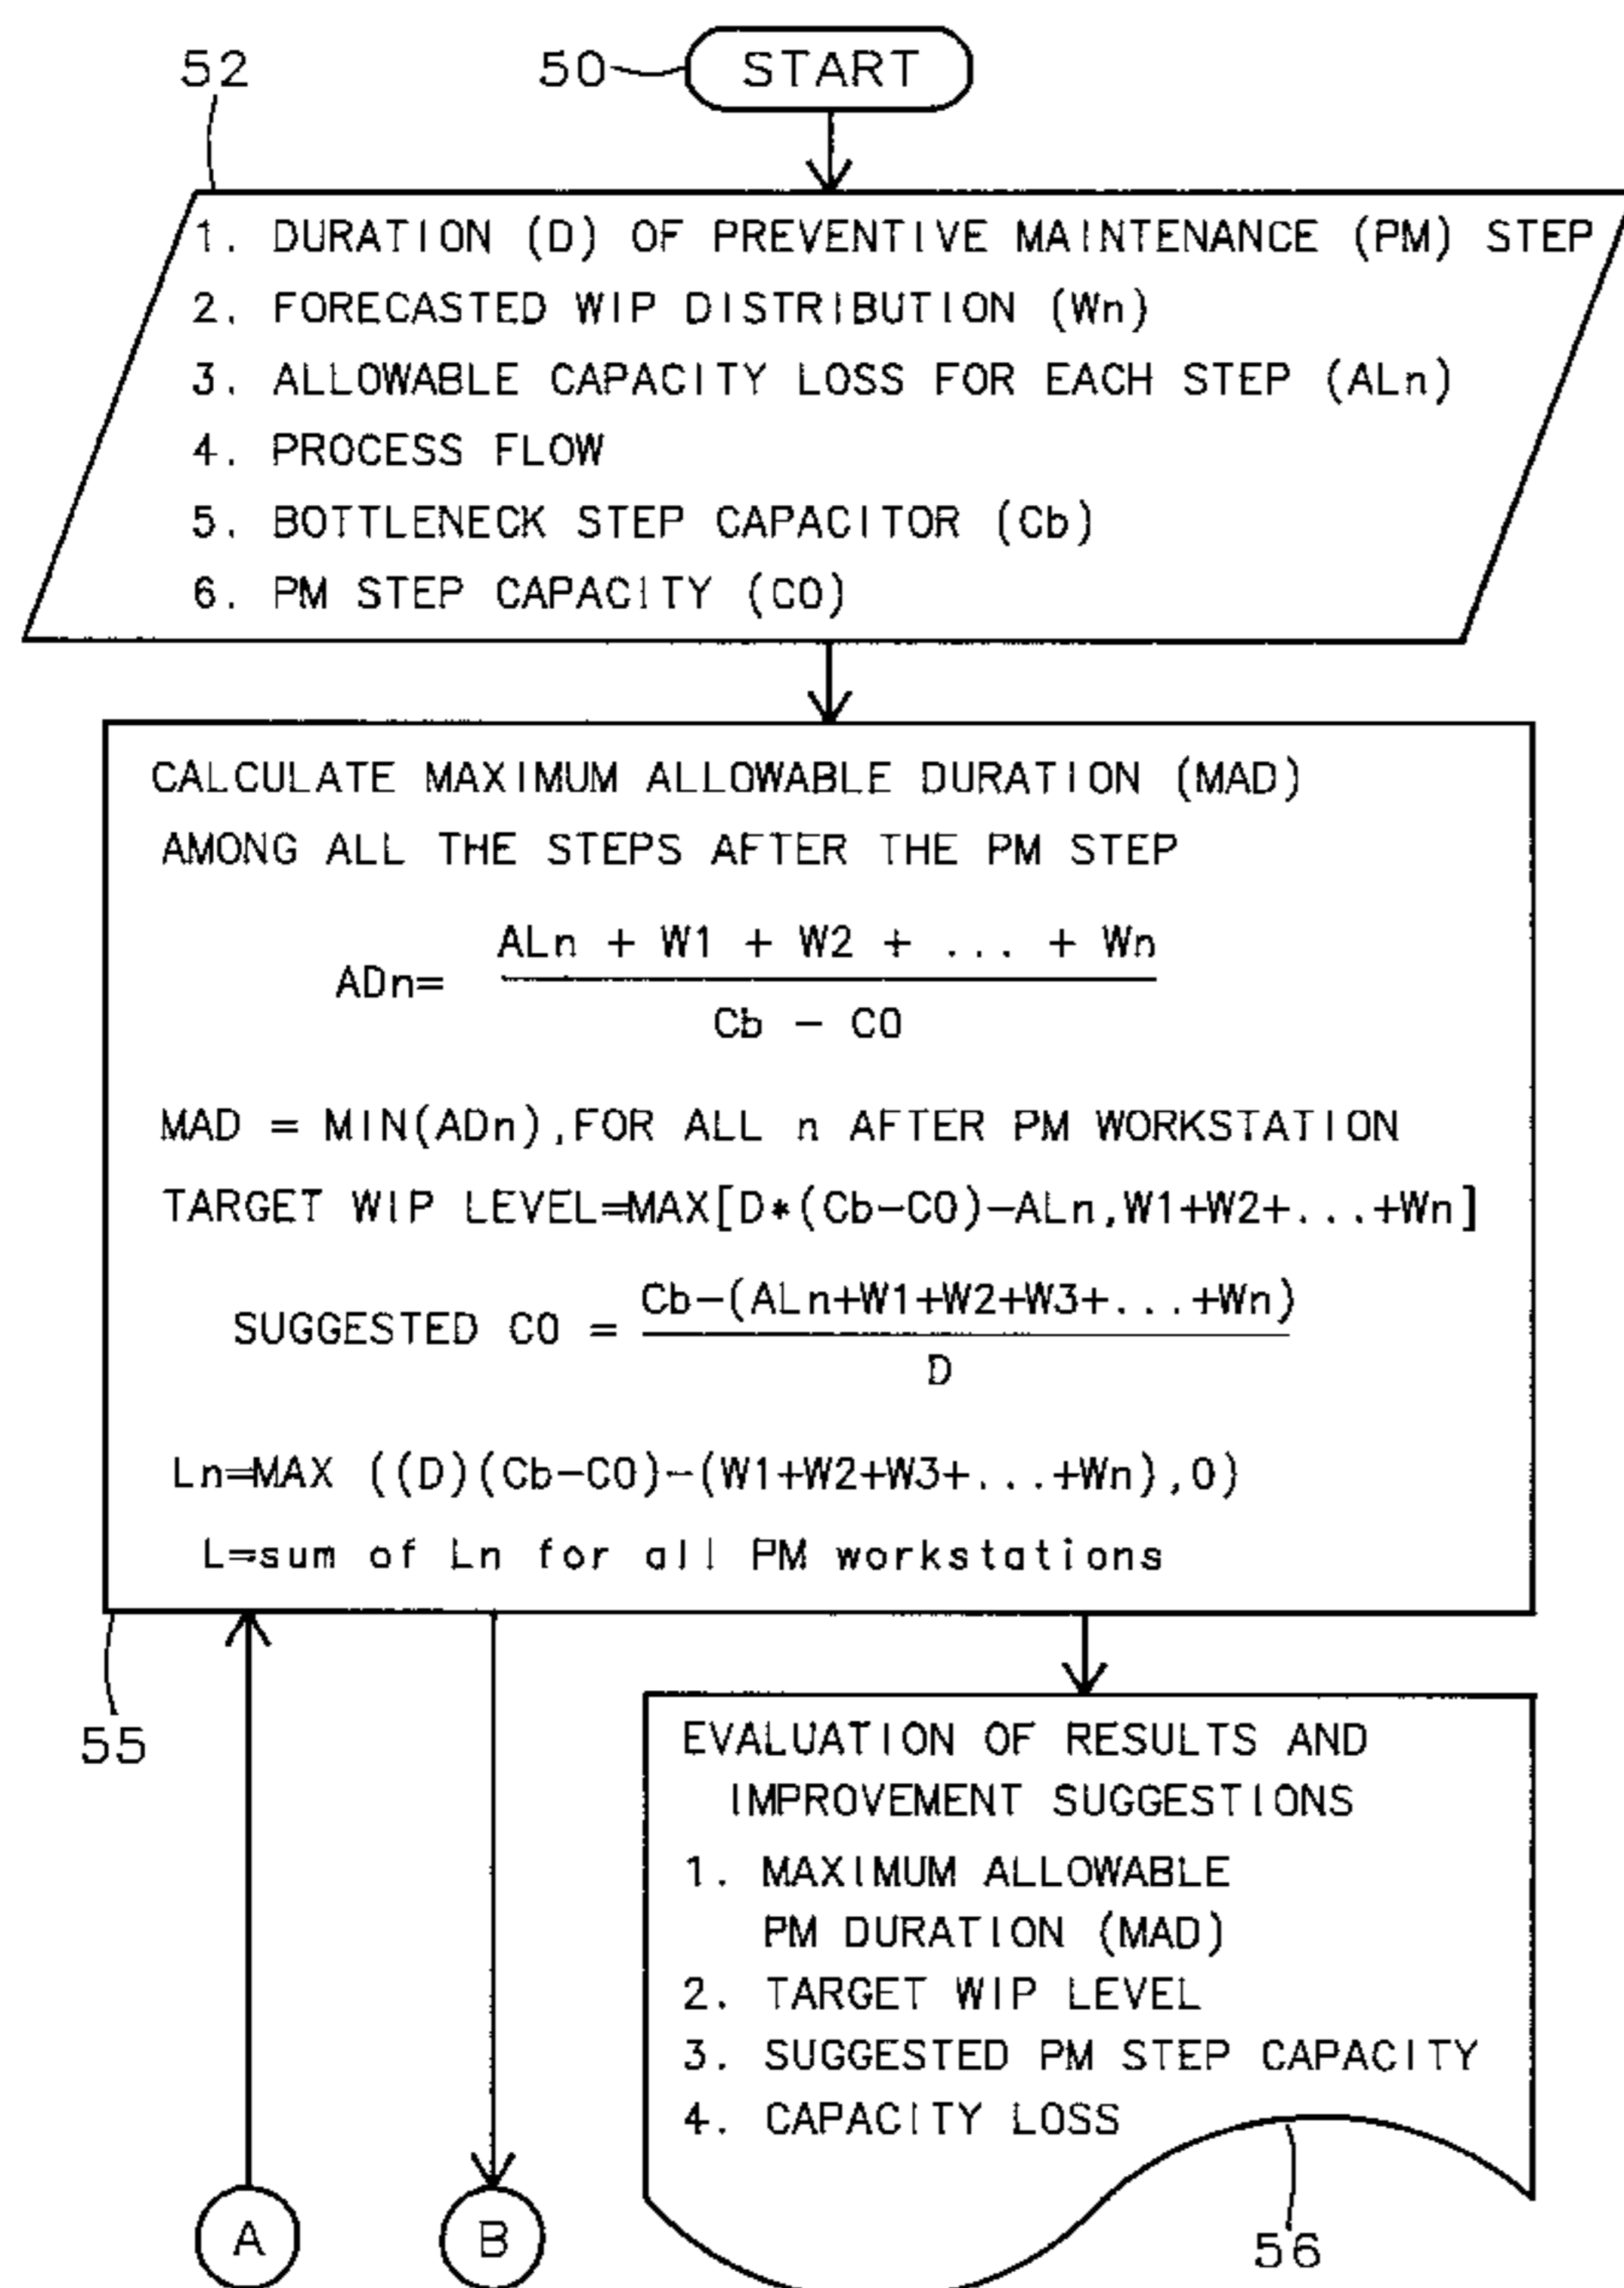 52
50
START
1. DURATION (D) OF PREVENTIVE MAINTENANCE (PM) STEP
2. FORECASTED WIP DISTRIBUTION (Wn)
3. ALLOWABLE CAPACITY LOSS FOR EACH STEP (ALn)
4. PROCESS FLOW
5. BOTTLENECK STEP CAPACITOR (Cb)
6. PM STEP CAPACITY (C0)
CALCULATE MAXIMUM ALLOWABLE DURATION (MAD)
AMONG ALL THE STEPS AFTER THE PM STEP
ALn + W1 + W2 + ... + Wn
ADn=
Cb - C0
MAD = MIN(ADn),FOR ALL n AFTER PM WORKSTATION
TARGET WIP LEVEL=MAX[D*(Cb-C0)-ALn,W1+W2+...+Wn]
Cb-(ALn+W1+W2+W3+...+Wn)
SUGGESTED C0 =
D
Ln=MAX ((D)(Cb-C0)-(W1+W2+W3+...+Wn),0)
L=sum of Ln for all PM workstations
55
EVALUATION OF RESULTS AND
IMPROVEMENT SUGGESTIONS
1. MAXIMUM ALLOWABLE
PM DURATION (MAD)
2. TARGET WIP LEVEL
3. SUGGESTED PM STEP CAPACITY
4. CAPACITY LOSS
A
B
56